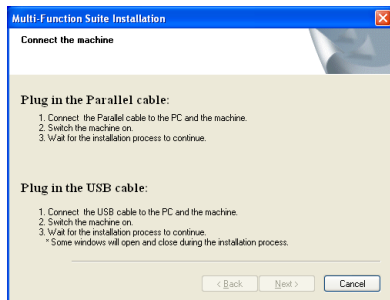 Multi-Function Suite Installation
Connect the machine
Plug in the Parallel cable:
1. Connect the Parallel cable to the PC and the machine.
2. Switch the machine on.
3. Wait for the installation process to continue.
Plug in the USB cable:
1. Connect the USB cable to the PC and the machine.
2. Switch the machine on.
3. Wait for the installation process to continue.
* Some windows will open and close during the installation process.
< Back Next > Cancel